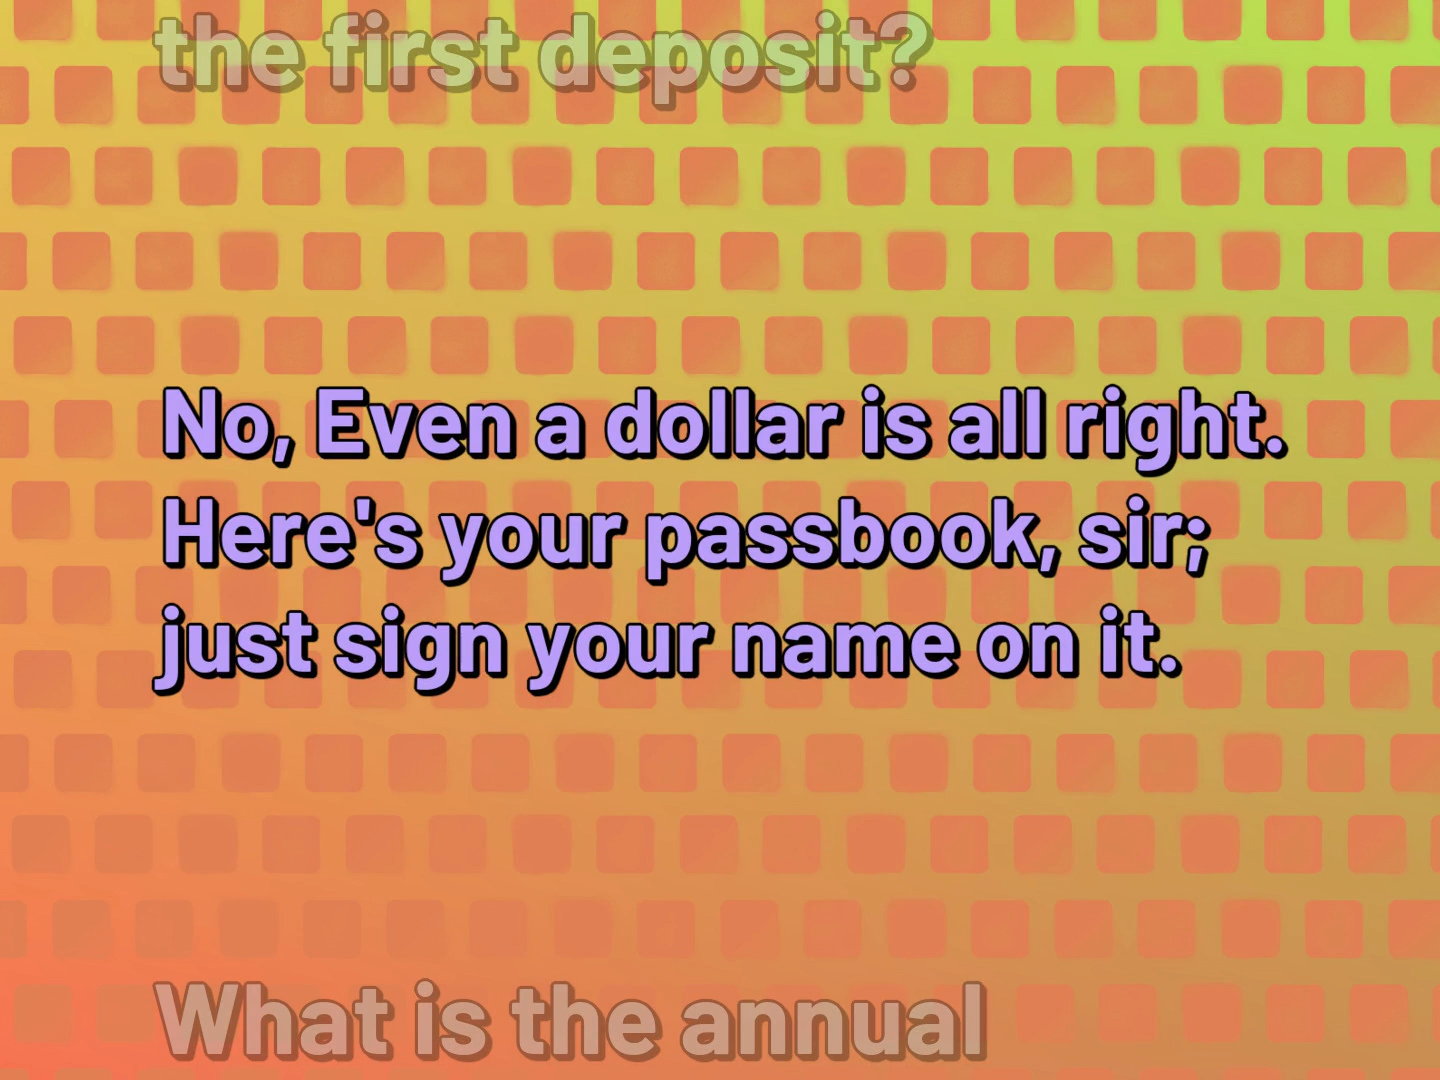 the first deposit?
No, Even a dollar is all right.
Here's your passbook, sir;
just sign your name on it.
What is the annual